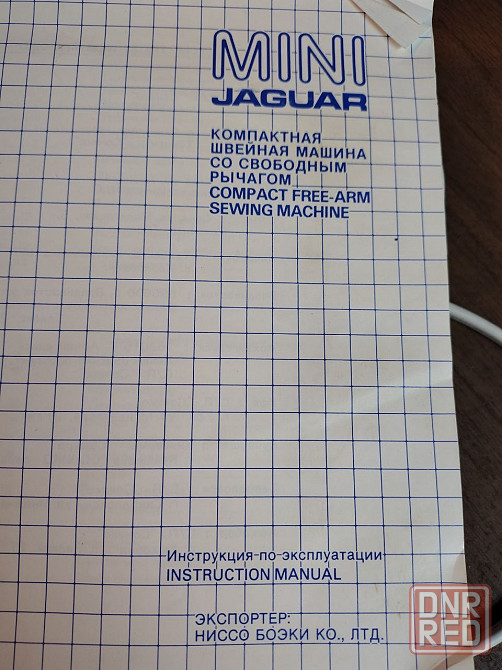 MINI
JAGUAR
КОМПАКТНАЯ
ШВЕЙНАЯ МАШИНА
СО СВОБОДНЫМ
РЫЧАГОМ
COMPACT FREE-ARM
SEWING MACHINE
Инструкция по эксплуатации
INSTRUCTION MANUAL
ЭКСПОРТЕР:
НИССО БОЭКИ КО., ЛТД.
DNR
RED